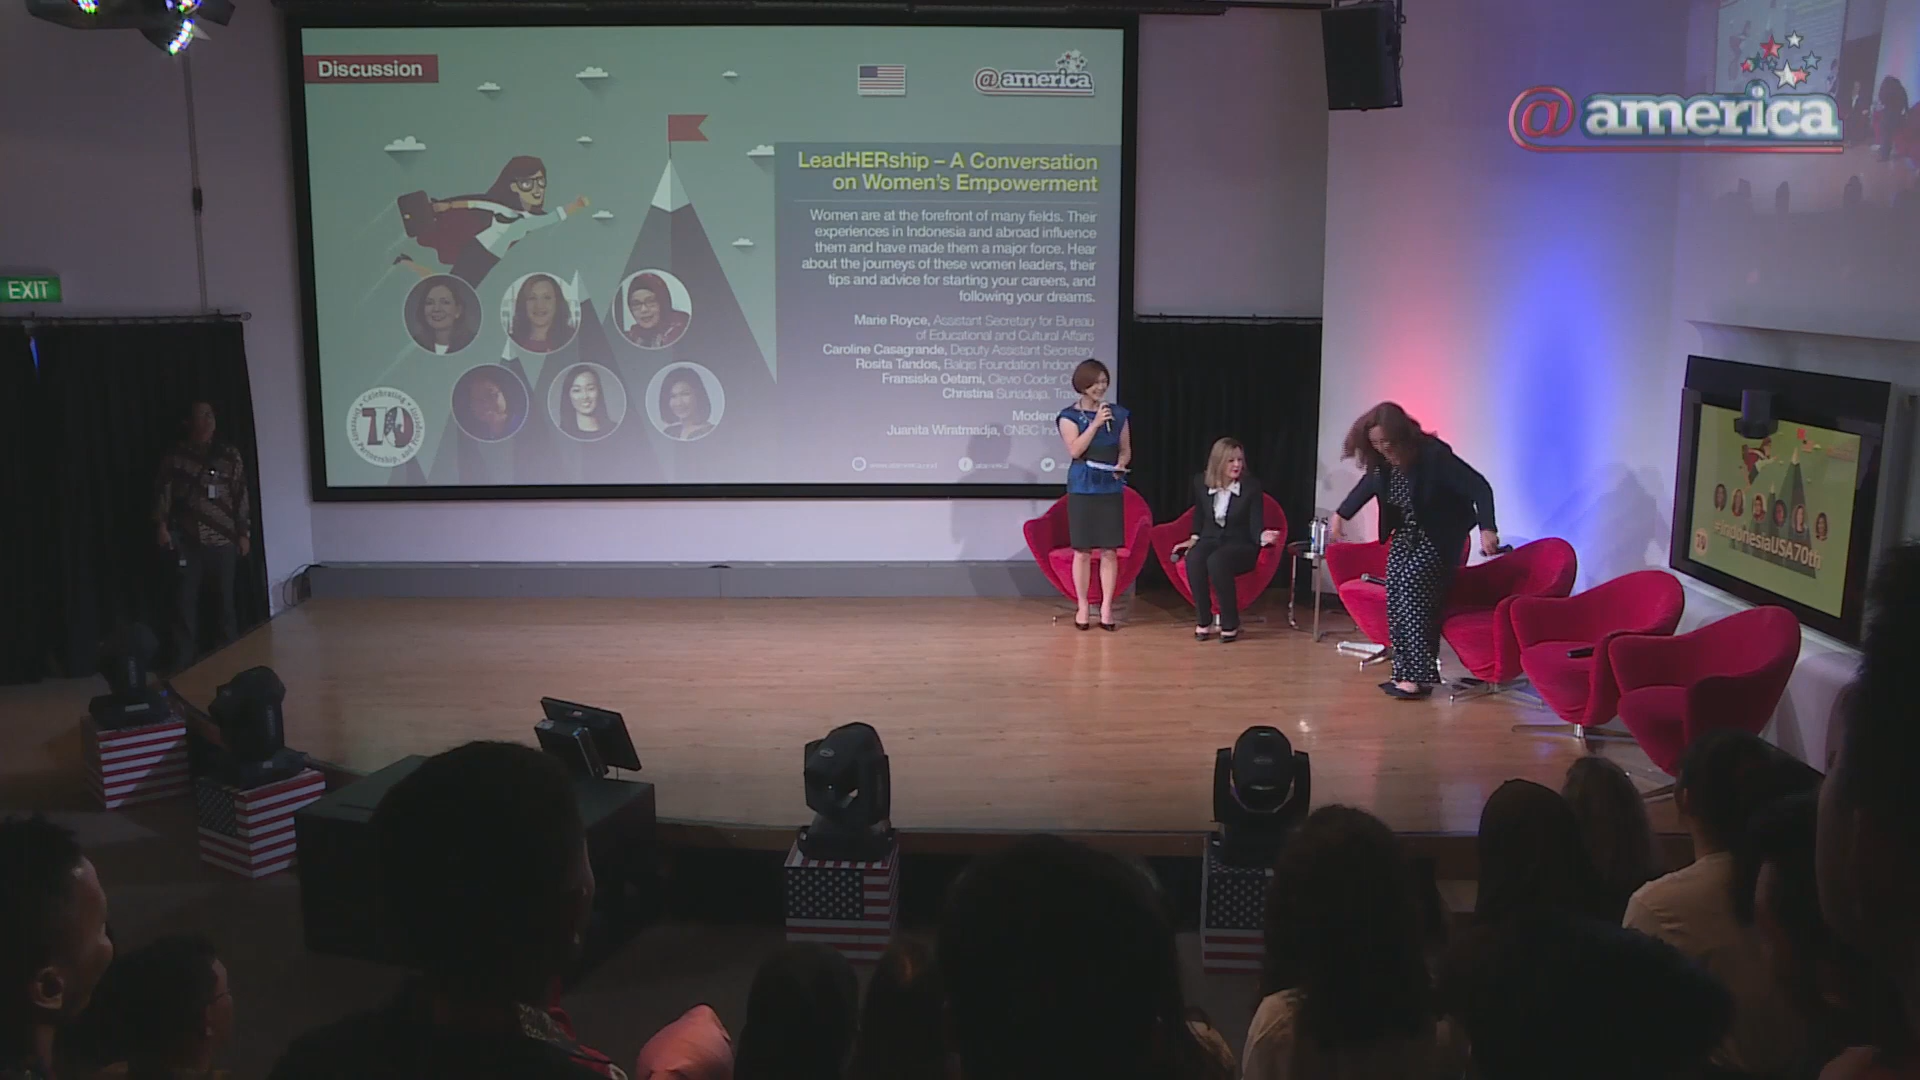 Discussion
@america
@america
LeadHERship – A Conversation
on Women's Empowerment
Women are at the forefront of many fields. Their
experiences in Indonesia and abroad influence
them and have made them a major force. Hear
about the journeys of these women leaders, their
tips and advice for starting your careers, and
following your dreams.
Marie Royce, Assistant Secretary for Bureau
of Educational and Cultural Affairs
Caroline Casagrande, Deputy Assistant Secretary
Rosita Tandos, Balqis Foundation
Fransiska Oetami, Clevio Coder
Christina Suriadjaja,
Juanita Wiratmadja, CNBC
EXIT
Celebrating
70
#IndonesiaUSA70th